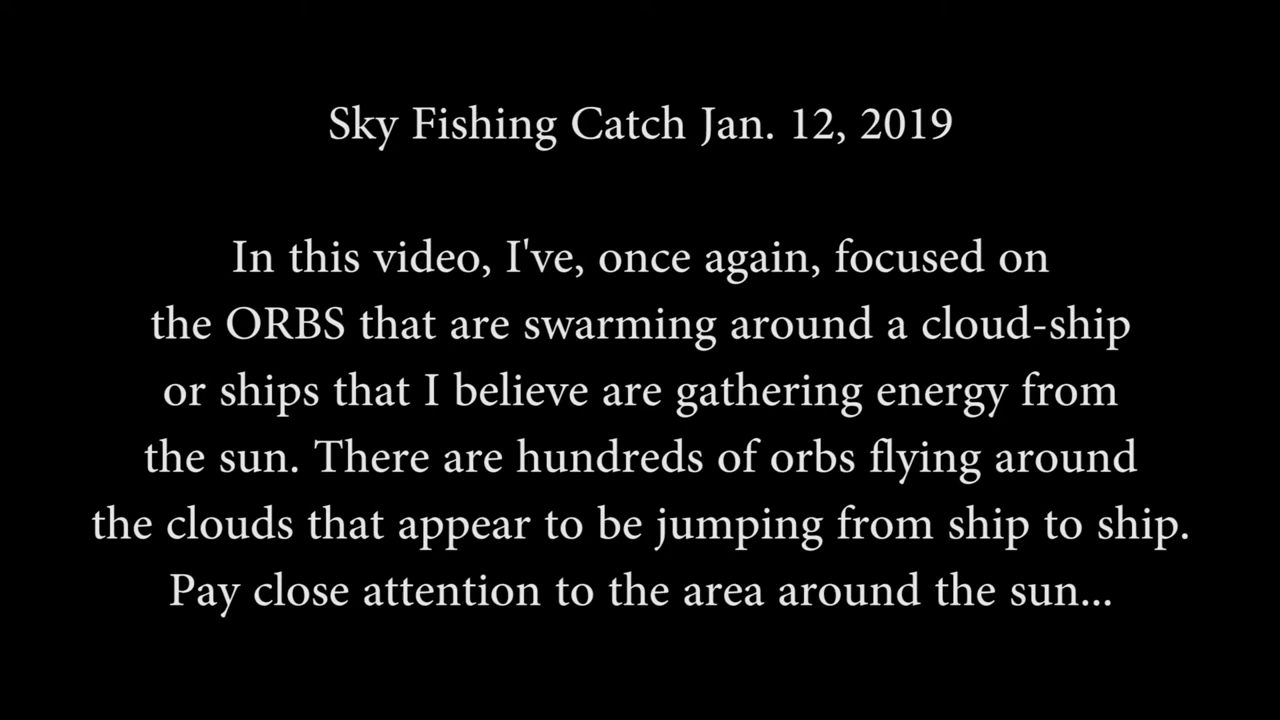 Sky Fishing Catch Jan. 12, 2019
In this video, I've, once again, focused on
the ORBS that are swarming around a cloud-ship
or ships that I believe are gathering energy from
the sun. There are hundreds of orbs flying around
the clouds that appear to be jumping from ship to ship.
Pay close attention to the area around the sun...